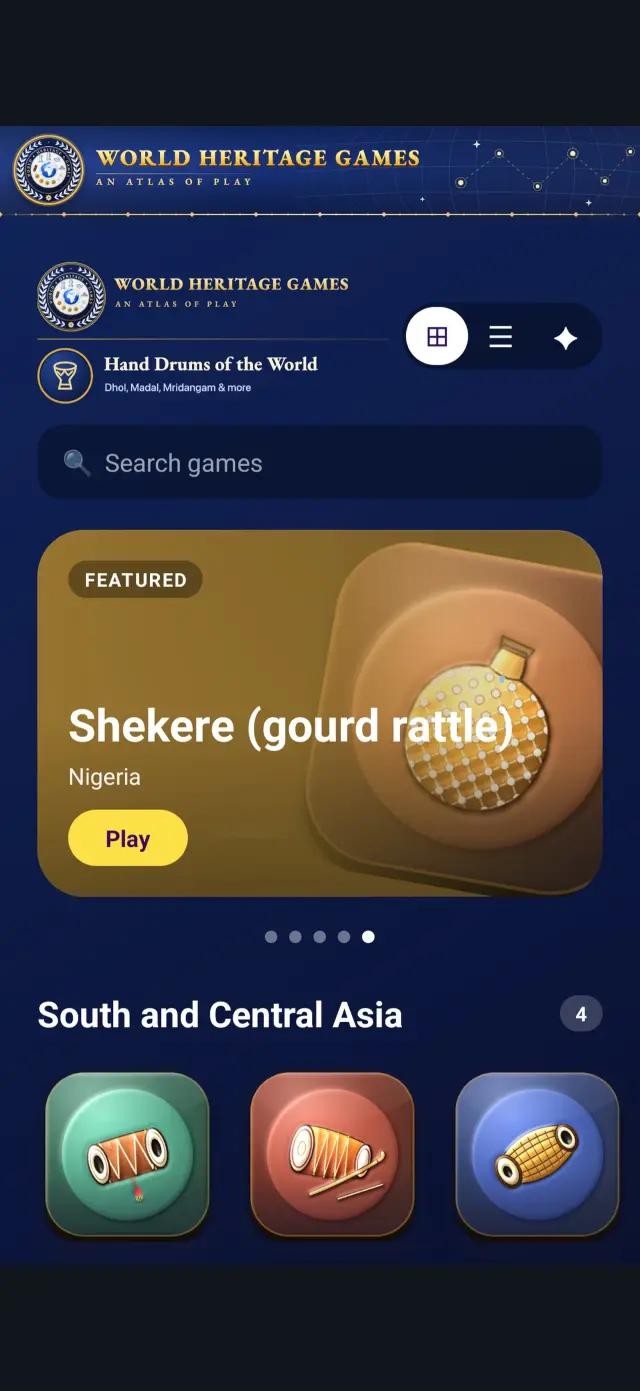 WORLD HERITAGE GAMES
AN ATLAS OF PLAY
WORLD HERITAGE GAMES
AN ATLAS OF PLAY
Hand Drums of the World
Dhol, Madal, Mridangam & more
Search games
FEATURED
Shekere (gourd rattle)
Nigeria
Play
South and Central Asia
4